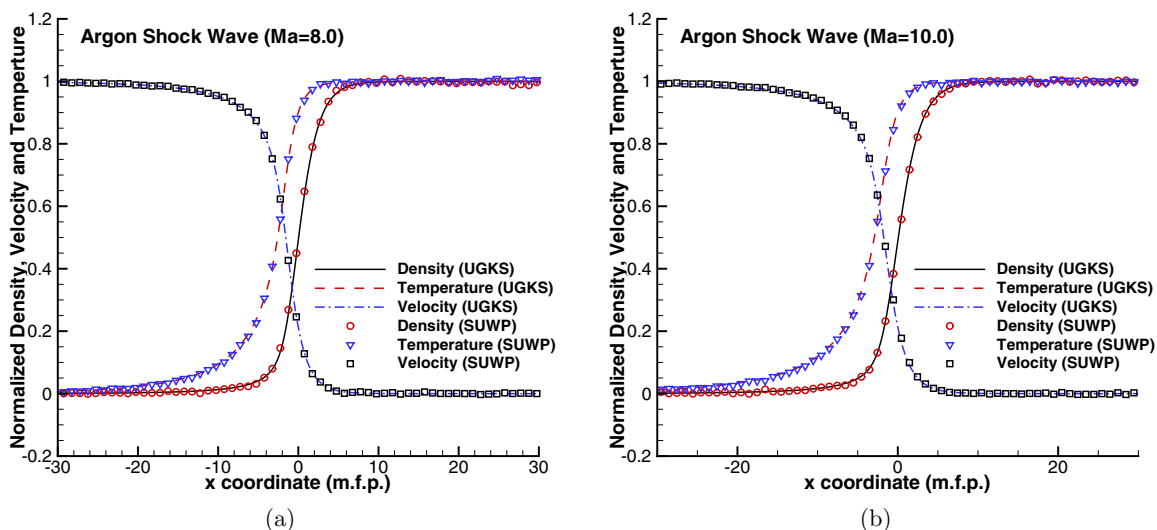 Argon Shock Wave (Ma=8.0)
Normalized Density, Velocity and Temperture
1.2
1
0.8
0.6
0.4
0.2
0
-0.2
-30
-20
-10
0
10
20
30
x coordinate (m.f.p.)
Density (UGKS)
Temperature (UGKS)
Velocity (UGKS)
Density (SUWP)
Temperature (SUWP)
Velocity (SUWP)
(a)
Argon Shock Wave (Ma=10.0)
Normalized Density, Velocity and Temperture
1.2
1
0.8
0.6
0.4
0.2
0
-0.2
-20
0
20
x coordinate (m.f.p.)
Density (UGKS)
Temperature (UGKS)
Velocity (UGKS)
Density (SUWP)
Temperature (SUWP)
Velocity (SUWP)
(b)